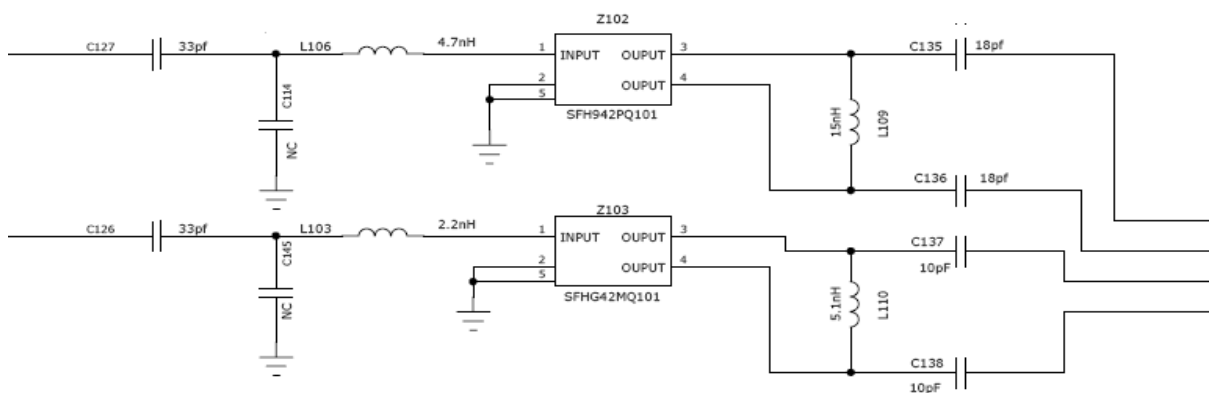 Z102
C127 33pf L106 4.7nH 1 INPUT OUPUT 3 C135 18pf
2 OUPUT 4
5
C114 SFH942PQ101 15nH L109
NC
C136 18pf
Z103
C126 33pf L103 2.2nH 1 INPUT OUPUT 3 C137
C145 2 OUPUT 4 10pF
5
NC SFHG42MQ101 5.1nH L110
C138
10pF